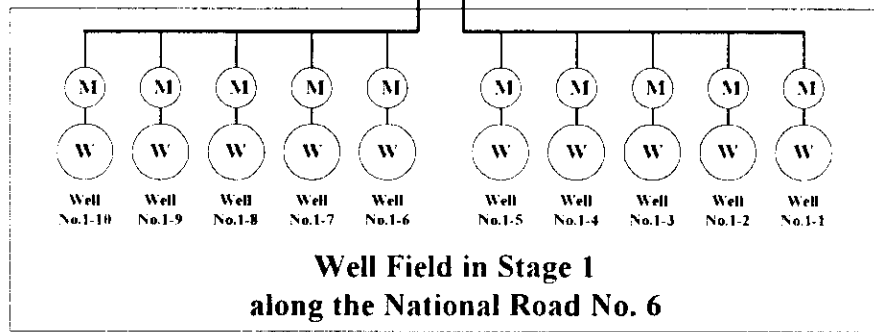 M M M M M M M M M M
W W W W W W W W W W
Well Well Well Well Well Well Well Well Well Well
No.1-10 No.1-9 No.1-8 No.1-7 No.1-6 No.1-5 No.1-4 No.1-3 No.1-2 No.1-1
Well Field in Stage 1
along the National Road No. 6